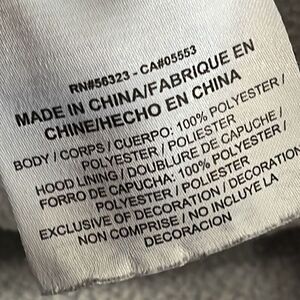 RN#56323 - CA#05553
MADE IN CHINA/FABRIQUE EN
CHINE/HECHO EN CHINA
BODY / CORPS / CUERPO: 100% POLYESTER /
POLYESTER / POLIESTER
HOOD LINING / DOUBLURE DE CAPUCHE /
FORRO DE CAPUCHA: 100% POLYESTER /
POLYESTER / POLIESTER
EXCLUSIVE OF DECORATION / DECORATION
NON COMPRISE / NO INCLUYE LA
DECORACION